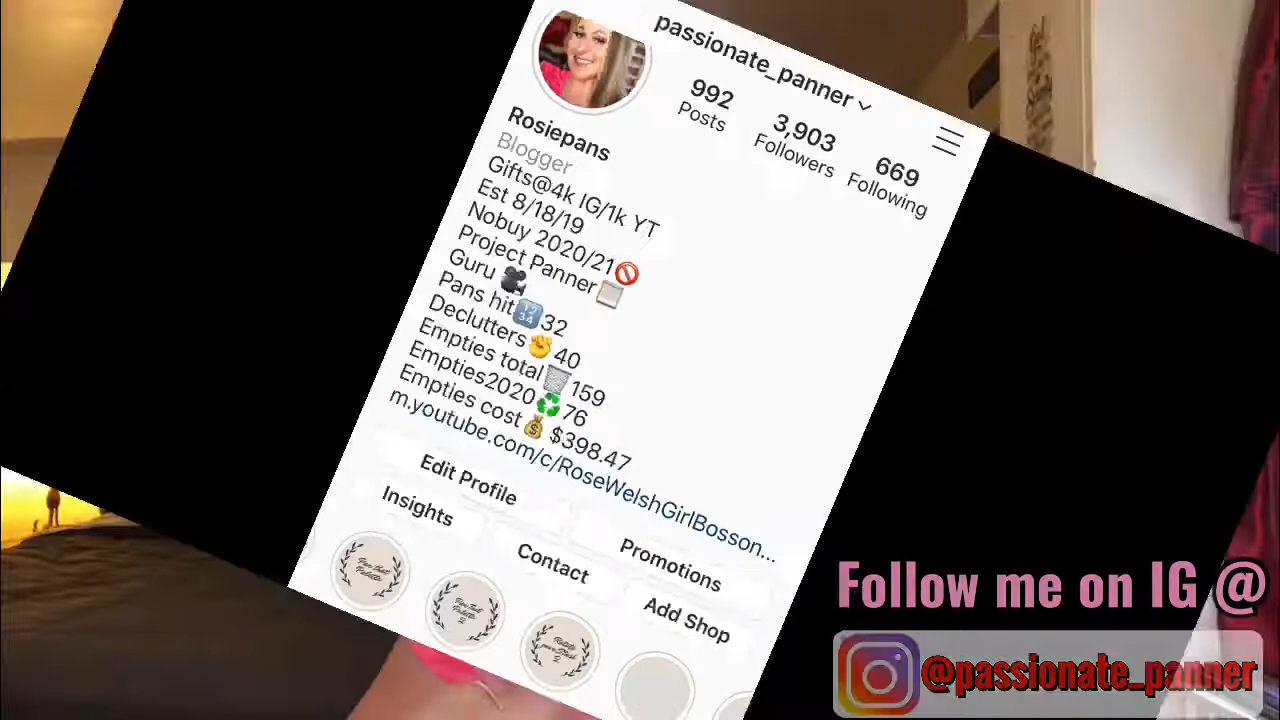 passionate_panner
992
Posts
3,903
Followers
669
Following
Rosiepans
Blogger
Gifts@4k IG/1k YT
Est 8/18/19
Nobuy 2020/21🚫
Project Panner
Guru 🎥
Pans hit🔢32
Declutters✊40
Empties total🗑️159
Empties2020♻️76
Empties cost💰$398.47
m.youtube.com/c/RoseWelshGirlBosson...
Edit Profile
Promotions
Insights
Contact
Add Shop
Follow me on IG @
@passionate_panner